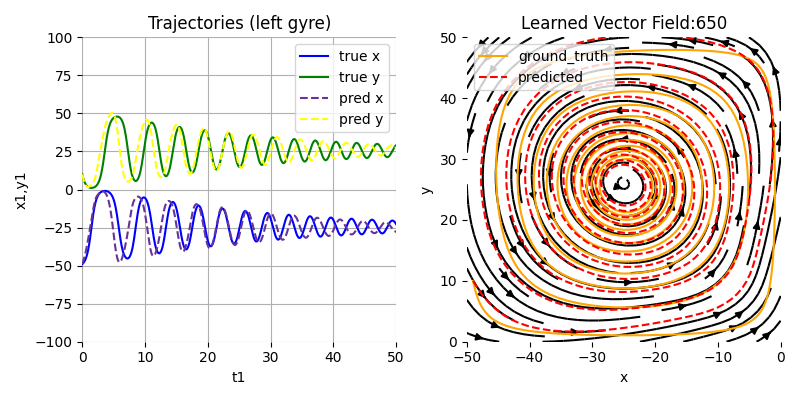 Trajectories (left gyre)
100
75
50
25
0
−25
−50
−75
−100
x1,y1
0
10
20
30
40
50
t1
true x
true y
pred x
pred y
Learned Vector Field:650
50
40
30
20
10
0
y
−50
−40
−30
−20
−10
0
x
ground_truth
predicted